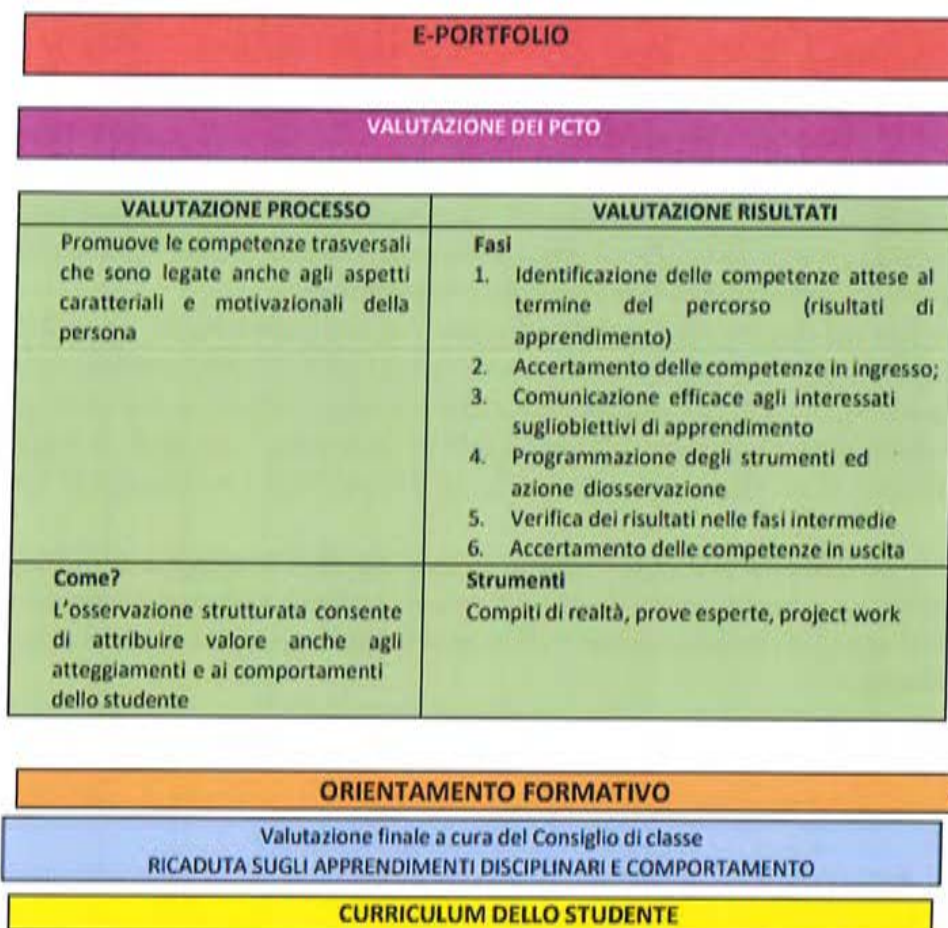 E-PORTFOLIO
VALUTAZIONE DEI PCTO
VALUTAZIONE PROCESSO
Promuove le competenze trasversali
che sono legate anche agli aspetti
caratteriali e motivazionali della
persona
VALUTAZIONE RISULTATI
Fasi
1. Identificazione delle competenze attese al
termine del percorso (risultati di
apprendimento)
2. Accertamento delle competenze in ingresso;
3. Comunicazione efficace agli interessati
sugliobiettivi di apprendimento
4. Programmazione degli strumenti ed
azione diosservazione
5. Verifica dei risultati nelle fasi intermedie
6. Accertamento delle competenze in uscita
Come?
L'osservazione strutturata consente
di attribuire valore anche agli
atteggiamenti e ai comportamenti
dello studente
Strumenti
Compiti di realtà, prove esperte, project work
ORIENTAMENTO FORMATIVO
Valutazione finale a cura del Consiglio di classe
RICADUTA SUGLI APPRENDIMENTI DISCIPLINARI E COMPORTAMENTO
CURRICULUM DELLO STUDENTE